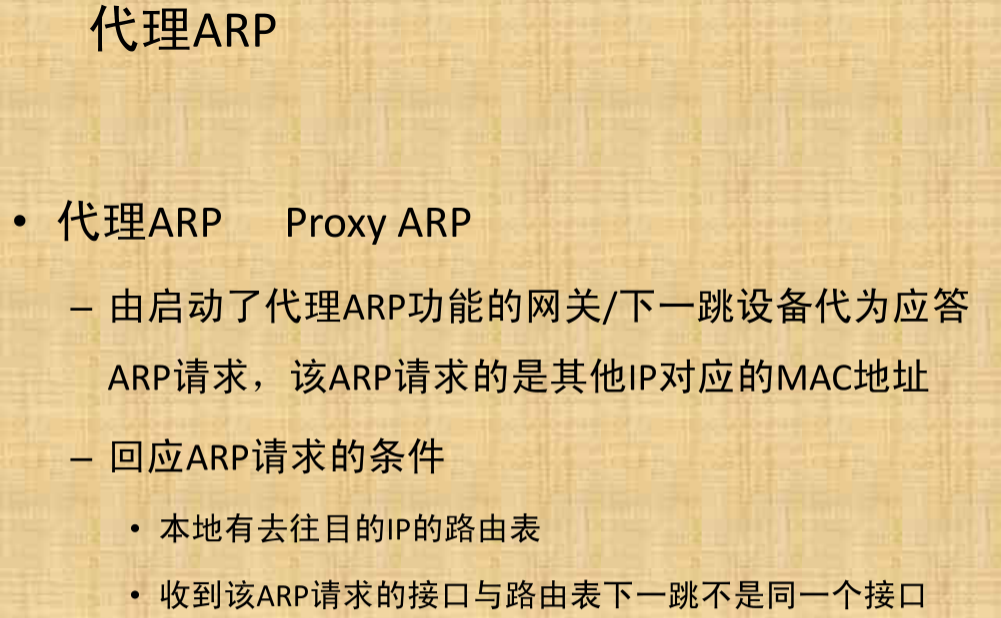 代理ARP
• 代理ARP Proxy ARP
– 由启动了代理ARP功能的网关/下一跳设备代为应答
ARP请求，该ARP请求的是其他IP对应的MAC地址
– 回应ARP请求的条件
• 本地有去往目的IP的路由表
• 收到该ARP请求的接口与路由表下一跳不是同一个接口